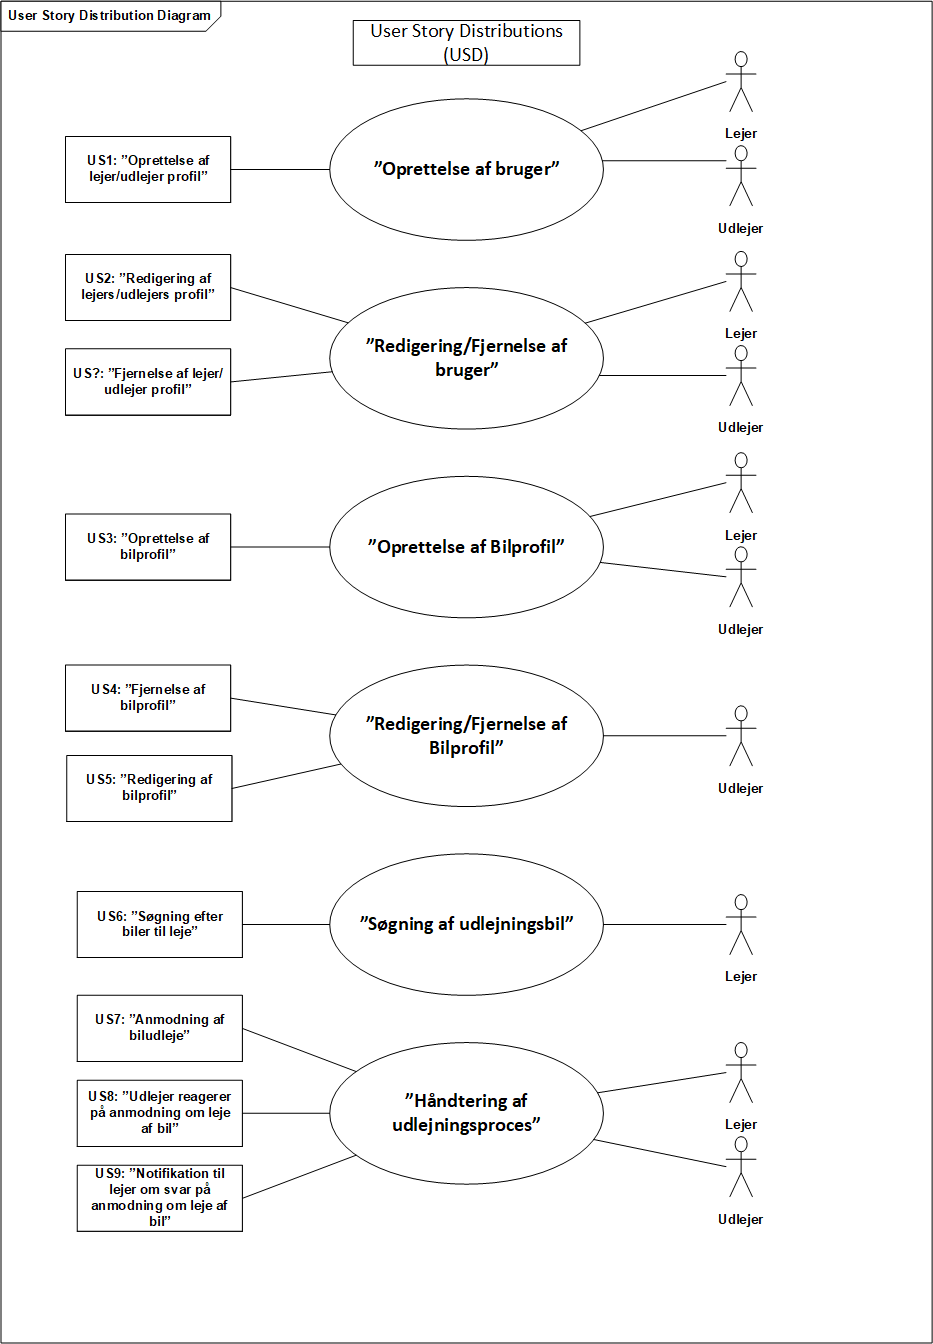 User Story Distribution Diagram
User Story Distributions
(USD)
Lejer
US1: ”Oprettelse af
lejer/udlejer profil”
”Oprettelse af bruger”
Udlejer
US2: ”Redigering af
lejers/udlejers profil”
Lejer
”Redigering/Fjernelse af
bruger”
US?: ”Fjernelse af lejer/
udlejer profil”
Udlejer
Lejer
US3: ”Oprettelse af
bilprofil”
”Oprettelse af Bilprofil”
Udlejer
US4: ”Fjernelse af
bilprofil”
”Redigering/Fjernelse af
Bilprofil”
US5: ”Redigering af
bilprofil”
Udlejer
US6: ”Søgning efter
biler til leje”
”Søgning af udlejningsbil”
Lejer
US7: ”Anmodning af
biludleje”
US8: ”Udlejer reagerer
på anmodning om leje
af bil”
”Håndtering af
udlejningsproces”
Lejer
US9: ”Notifikation til
lejer om svar på
anmodning om leje af
bil”
Udlejer